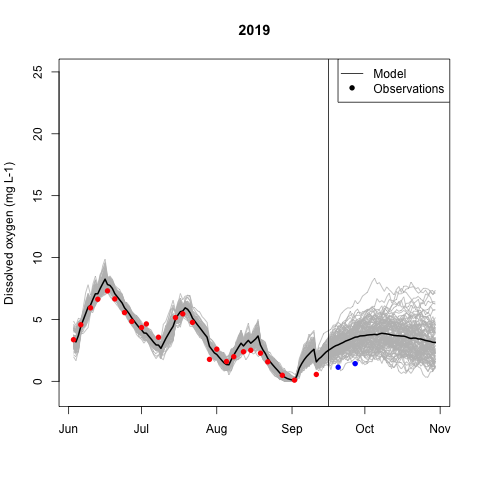 2019
Dissolved oxygen (mg L-1)
25
20
15
10
5
0
Model
Observations
Jun Jul Aug Sep Oct Nov